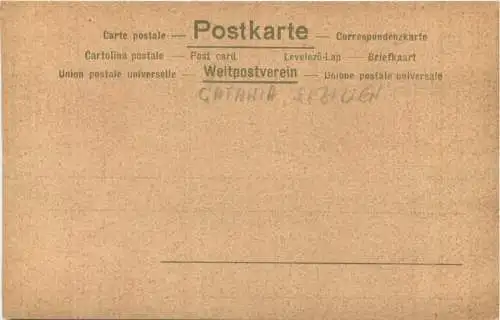 Carte postale — Postkarte — Correspondenzkarte
Cartolina postale — Post card. Levelező-Lap — Briefkaart
Union postale universelle — Weltpostverein — Unione postale universale
CATANIA, SIZILIEN